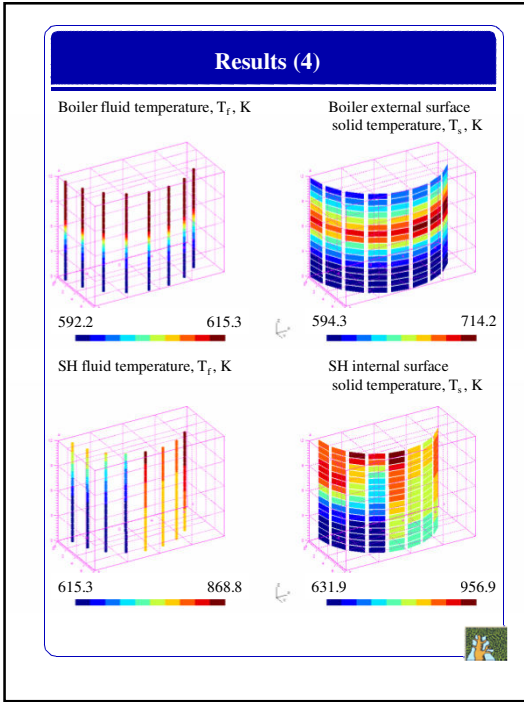 Results (4)
Boiler fluid temperature, Tf, K
Boiler external surface
solid temperature, Ts, K
592.2 615.3
594.3 714.2
SH fluid temperature, Tf, K
SH internal surface
solid temperature, Ts, K
615.3 868.8
631.9 956.9